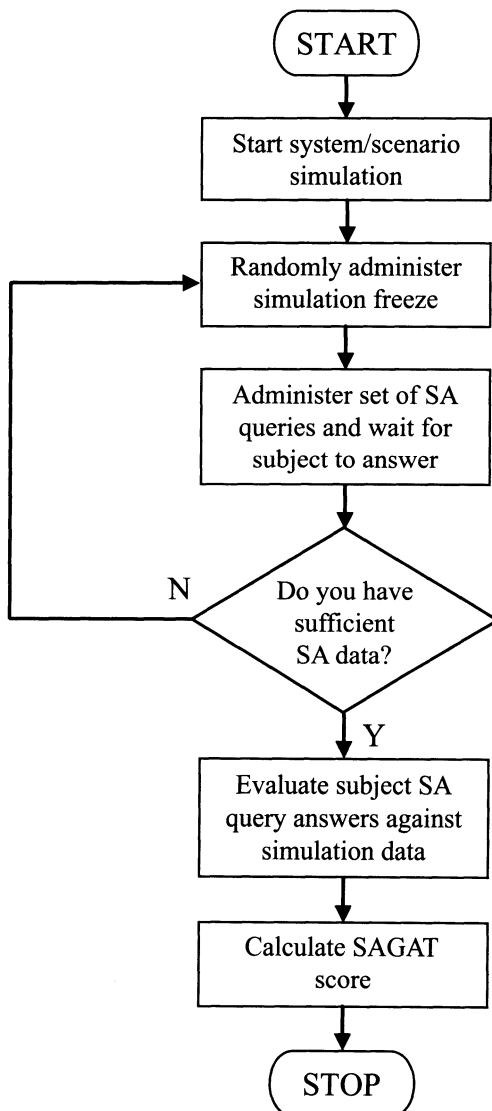 START
Start system/scenario
simulation
Randomly administer
simulation freeze
Administer set of SA
queries and wait for
subject to answer
N
Do you have
sufficient
SA data?
Y
Evaluate subject SA
query answers against
simulation data
Calculate SAGAT
score
STOP